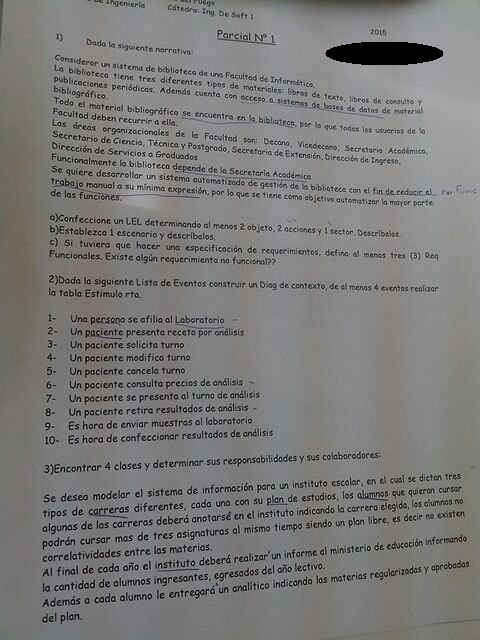 de Ingeniería Cátedra: Ing. De Soft 1
Parcial Nº 1 2015
1) Dada la siguiente narrativa:
Considerar un sistema de biblioteca de una Facultad de Informática.
La biblioteca tiene tres diferentes tipos de materiales: libros de texto, libros de consulta y
publicaciones periódicas. Además cuenta con acceso a sistemas de bases de datos de material
bibliográfico.
Todo el material bibliográfico se encuentra en la biblioteca, por lo que todos los usuarios de la
Facultad deben recurrir a ella.
Las áreas organizacionales de la Facultad son: Decano, Vicedecano, Secretaria Académica,
Secretario de Ciencia, Técnica y Postgrado, Secretaria de Extensión, Dirección de Ingreso,
Dirección de Servicios a Graduados
Funcionalmente la biblioteca depende de la Secretaría Académica
Se quiere desarrollar un sistema automatizado de gestión de la biblioteca con el fin de reducir el
trabajo manual a su mínima expresión, por lo que se tiene como objetivo automatizar la mayor parte
de las funciones.
a)Confeccione un LEL determinando al menos 2 objeto, 2 acciones y 1 sector. Descríbalos.
b)Establezca 1 escenario y descríbalos.
c) Si tuviera que hacer una especificación de requerimientos, defina al menos tres (3) Req
Funcionales. Existe algún requerimiento no funcional??
2)Dada la siguiente Lista de Eventos construir un Diag de contexto, de al menos 4 eventos realizar
la tabla Estimulo rta.
1- Una persona se afilia al Laboratorio
2- Un paciente presenta receta por análisis
3- Un paciente solicita turno
4- Un paciente modifica turno
5- Un paciente cancela turno
6- Un paciente consulta precios de análisis
7- Un paciente se presenta al turno de análisis
8- Un paciente retira resultados de análisis
9- Es hora de enviar muestras al laboratorio
10- Es hora de confeccionar resultados de análisis
3)Encontrar 4 clases y determinar sus responsabilidades y sus colaboradores:
Se desea modelar el sistema de información para un instituto escolar, en el cual se dictan tres
tipos de carreras diferentes, cada una con su plan de estudios, los alumnos que quieran cursar
algunas de las carreras deberá anotarse en el instituto indicando la carrera elegida, los alumnos no
podrán cursar mas de tres asignaturas al mismo tiempo siendo un plan libre, es decir no existen
correlatividades entre las materias.
Al final de cada año el instituto deberá realizar un informe al ministerio de educación informando
la cantidad de alumnos ingresantes, egresados del año lectivo.
Además a cada alumno le entregará un analítico indicando las materias regularizadas y aprobadas
del plan.